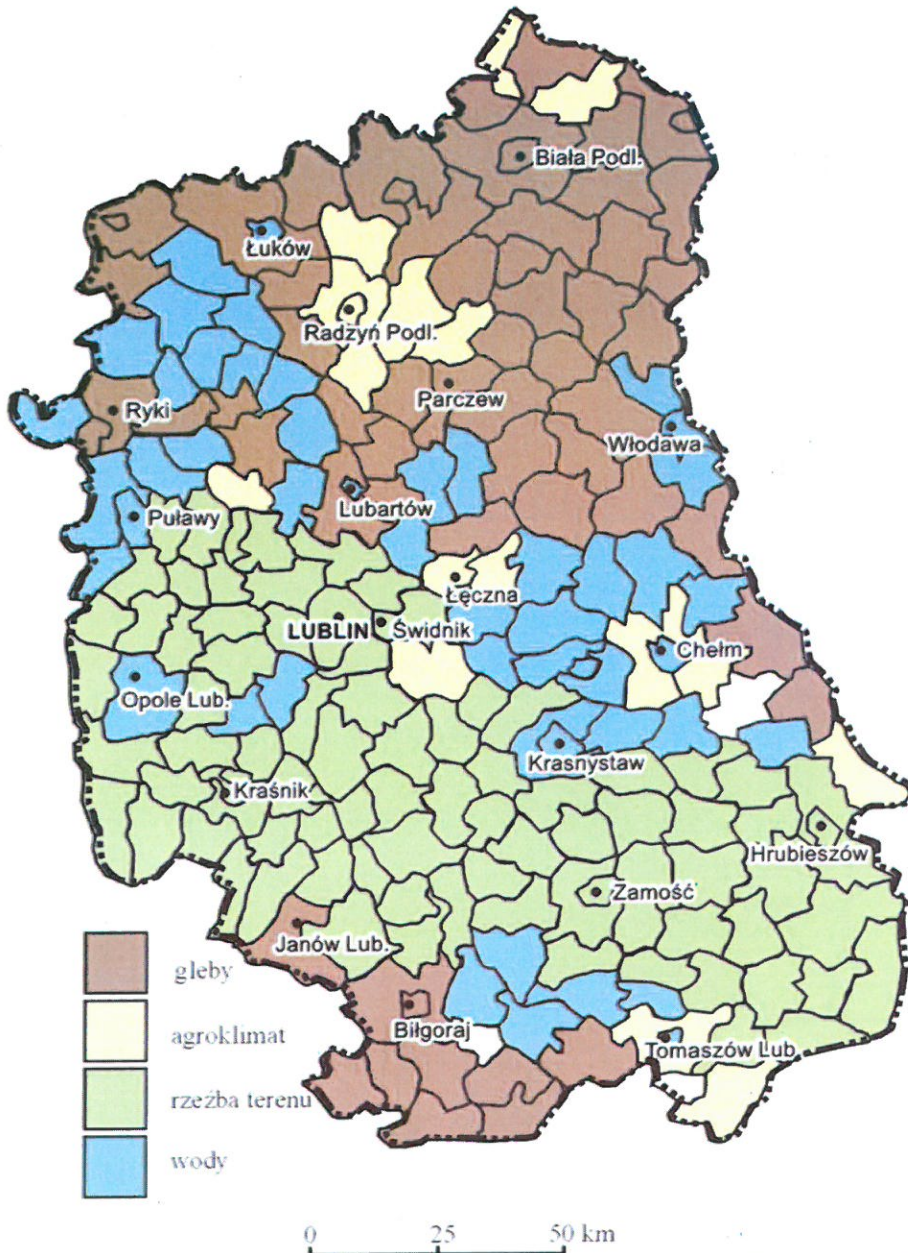 Biała Podl.
Łuków
Radzyń Podl.
Parczew
Ryki
Włodawa
Lubartów
Puławy
Łęczna
LUBLIN
Świdnik
Chełm
Opole Lub.
Krasnystaw
Kraśnik
Hrubieszów
Zamość
Janów Lub.
Biłgoraj
Tomaszów Lub.
gleby
agroklimat
rzeźba terenu
wody
0 25 50 km